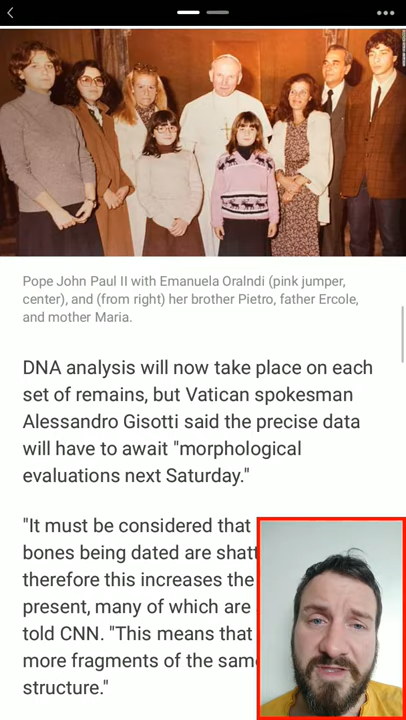 Pope John Paul II with Emanuela Oralndi (pink jumper,
center), and (from right) her brother Pietro, father Ercole,
and mother Maria.
DNA analysis will now take place on each
set of remains, but Vatican spokesman
Alessandro Gisotti said the precise data
will have to await "morphological
evaluations next Saturday."
"It must be considered that
bones being dated are
therefore this increases the
present, many of which are
told CNN. "This means that
more fragments of the
structure."